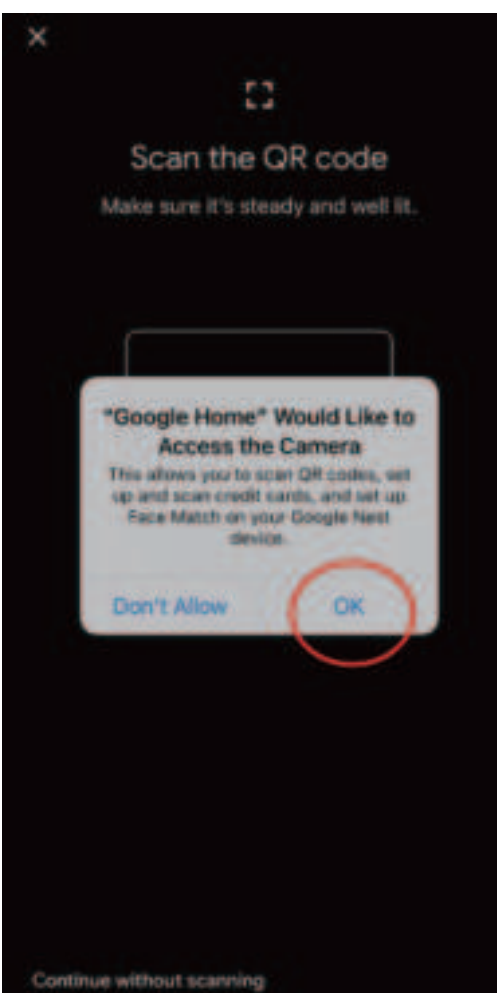 Scan the QR code
Make sure it's steady and well lit.
"Google Home" Would Like to
Access the Camera
This allows you to scan QR codes, set
up and scan credit cards, and set up
Face Match on your Google Nest
device.
Don't Allow
OK
Continue without scanning